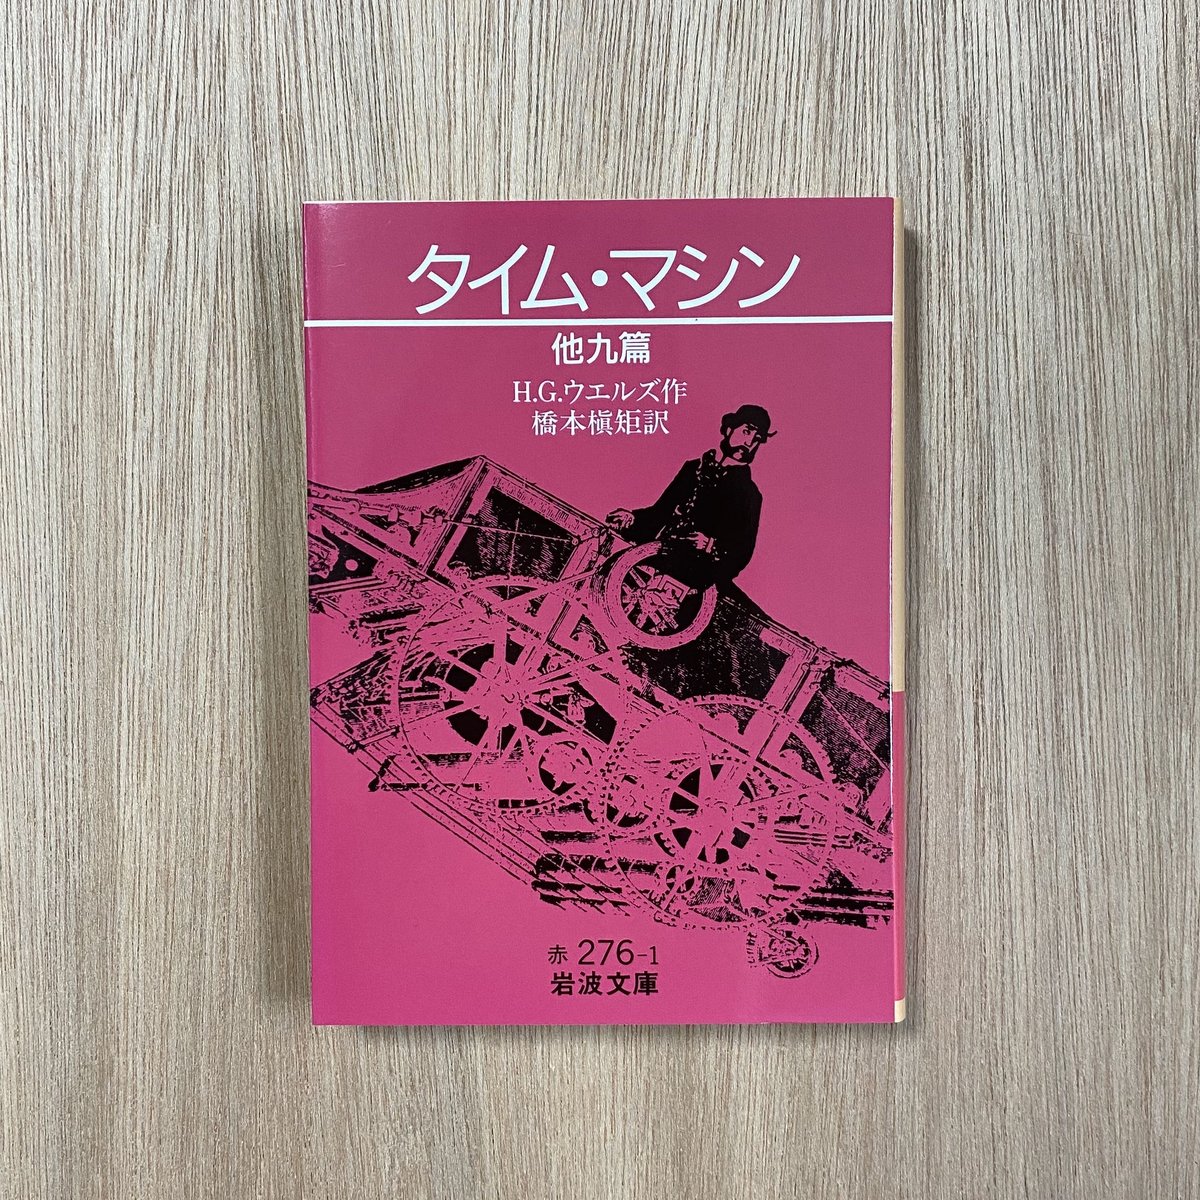 タイム・マシン
他九篇
H.G.ウエルズ作
橋本槇矩訳
赤 276-1
岩波文庫